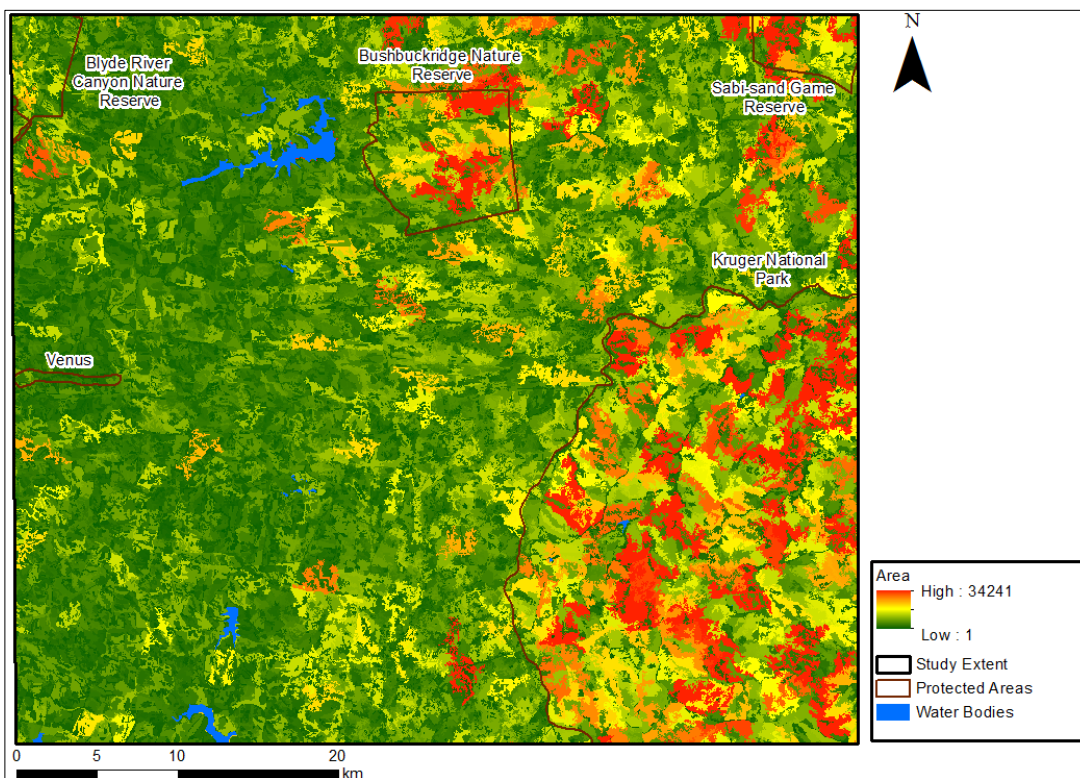 N
Blyde River
Canyon Nature
Reserve
Bushbuckridge Nature
Reserve
Sabi-sand Game
Reserve
Kruger National
Park
Venus
Area
High : 34241
Low : 1
Study Extent
Protected Areas
Water Bodies
0 5 10 20
km